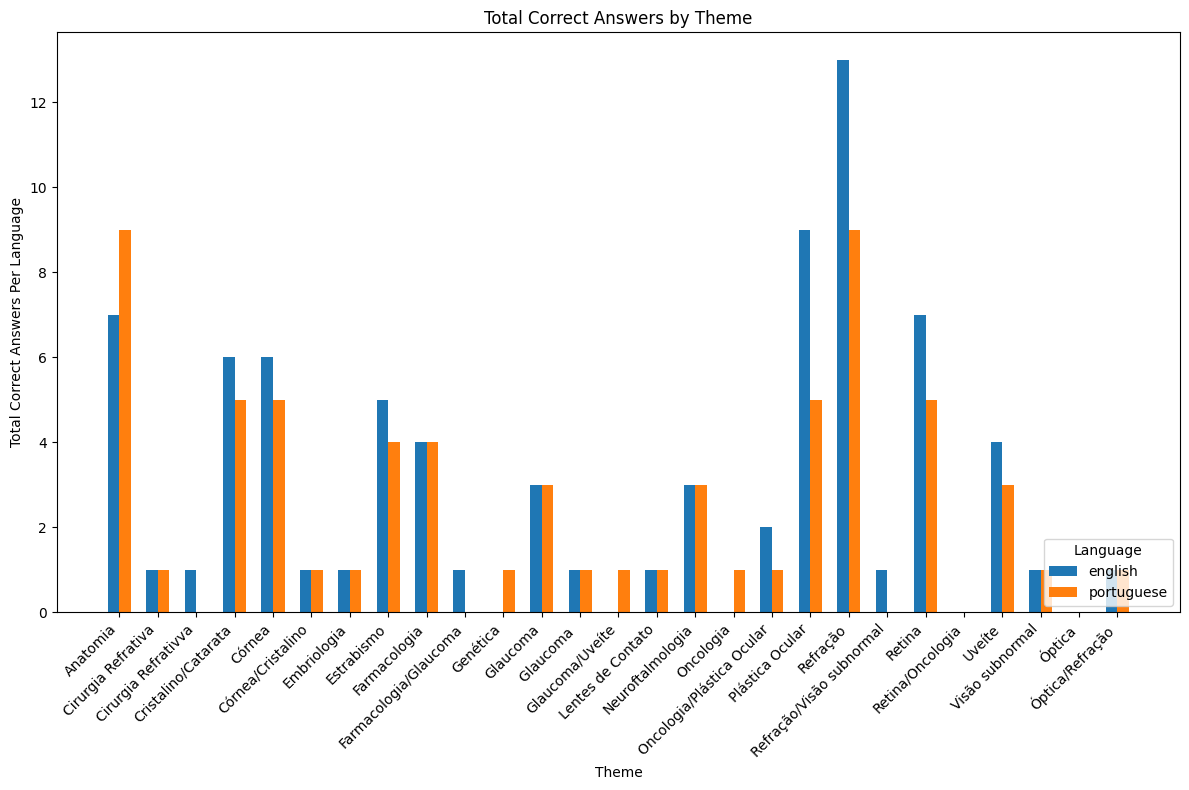 Total Correct Answers by Theme
Total Correct Answers Per Language
12
10
8
6
4
2
0
Language
english
portuguese
Anatomia
Cirurgia Refrativa
Cirurgia Refrativva
Cristalino/Catarata
Córnea
Córnea/Cristalino
Embriologia
Estrabismo
Farmacologia
Farmacologia/Glaucoma
Genética
Glaucoma
Glaucoma
Glaucoma/Uveíte
Lentes de Contato
Neuroftalmologia
Oncologia
Oncologia/Plástica Ocular
Plástica Ocular
Refração
Refração/Visão subnormal
Retina
Retina/Oncologia
Uveite
Visão subnormal
Óptica
Óptica/Refração
Theme